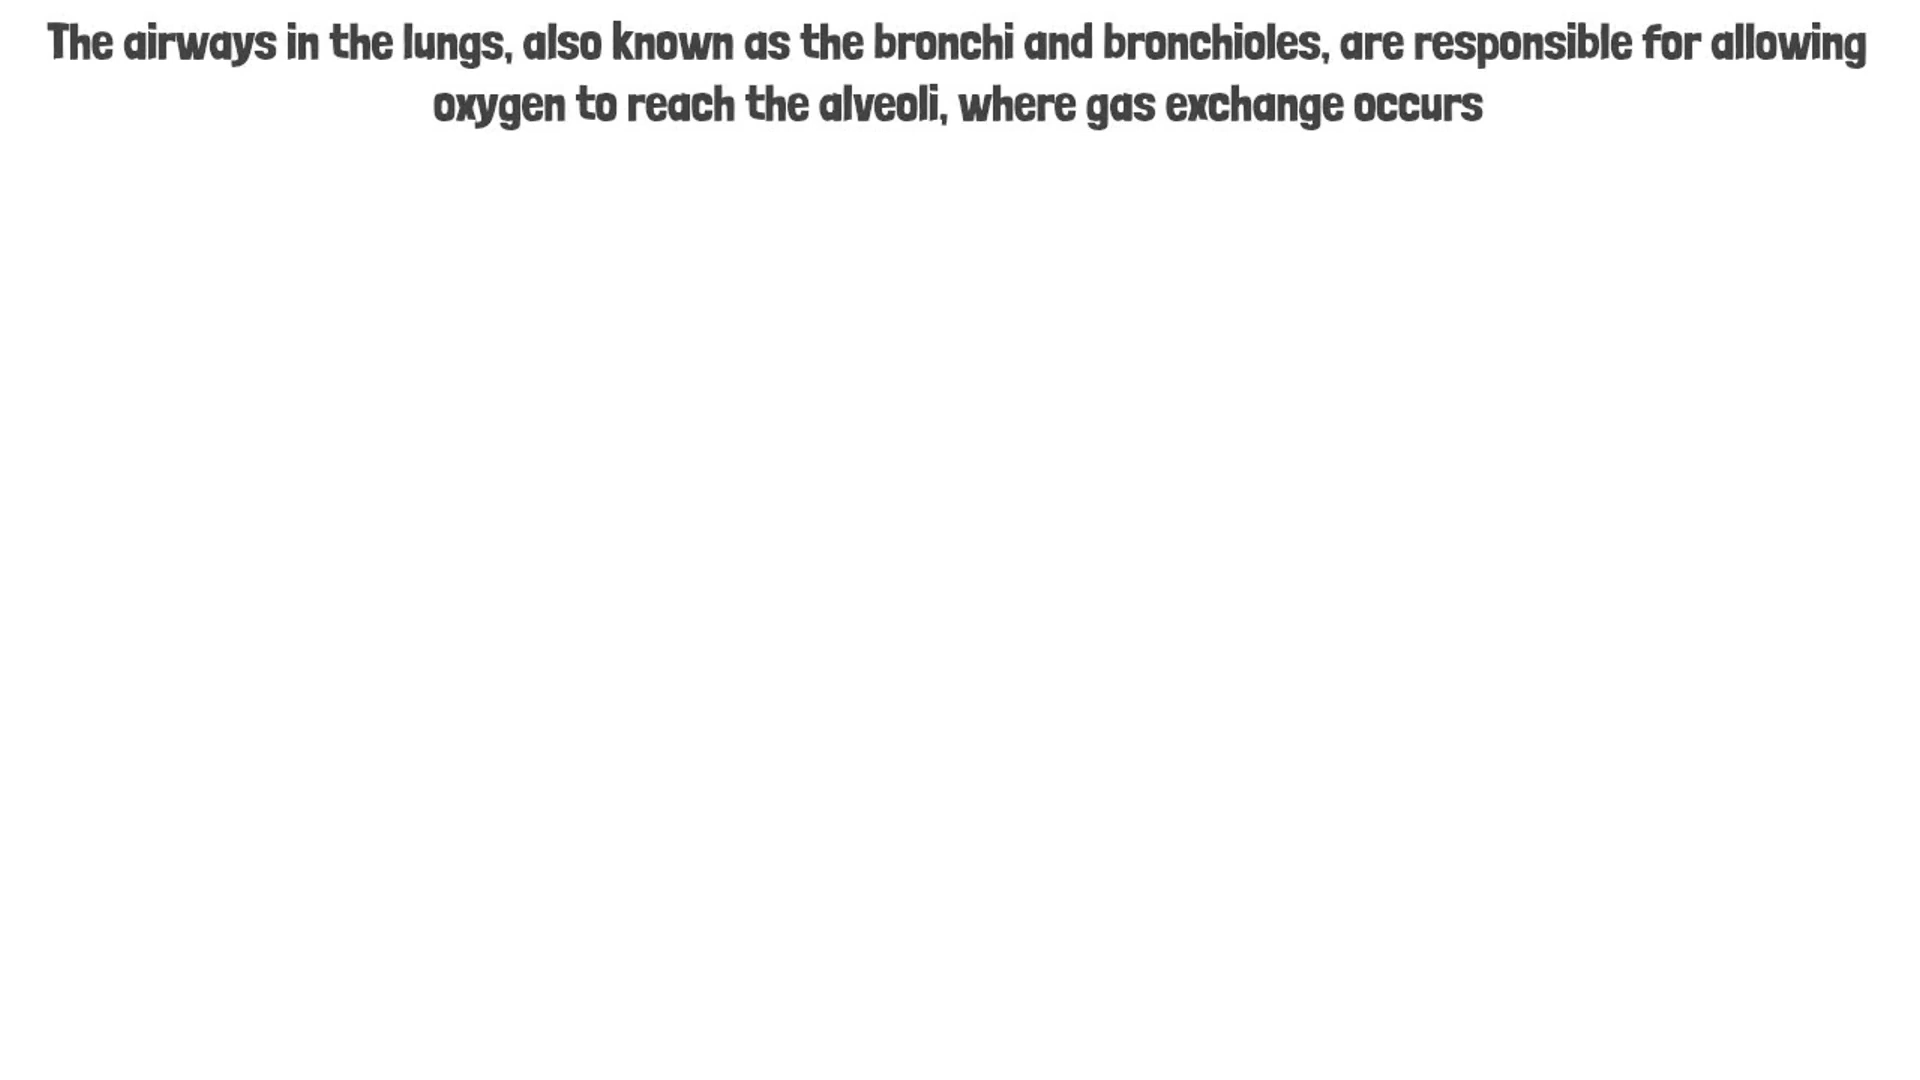 The airways in the lungs, also known as the bronchi and bronchioles, are responsible for allowing
oxygen to reach the alveoli, where gas exchange occurs